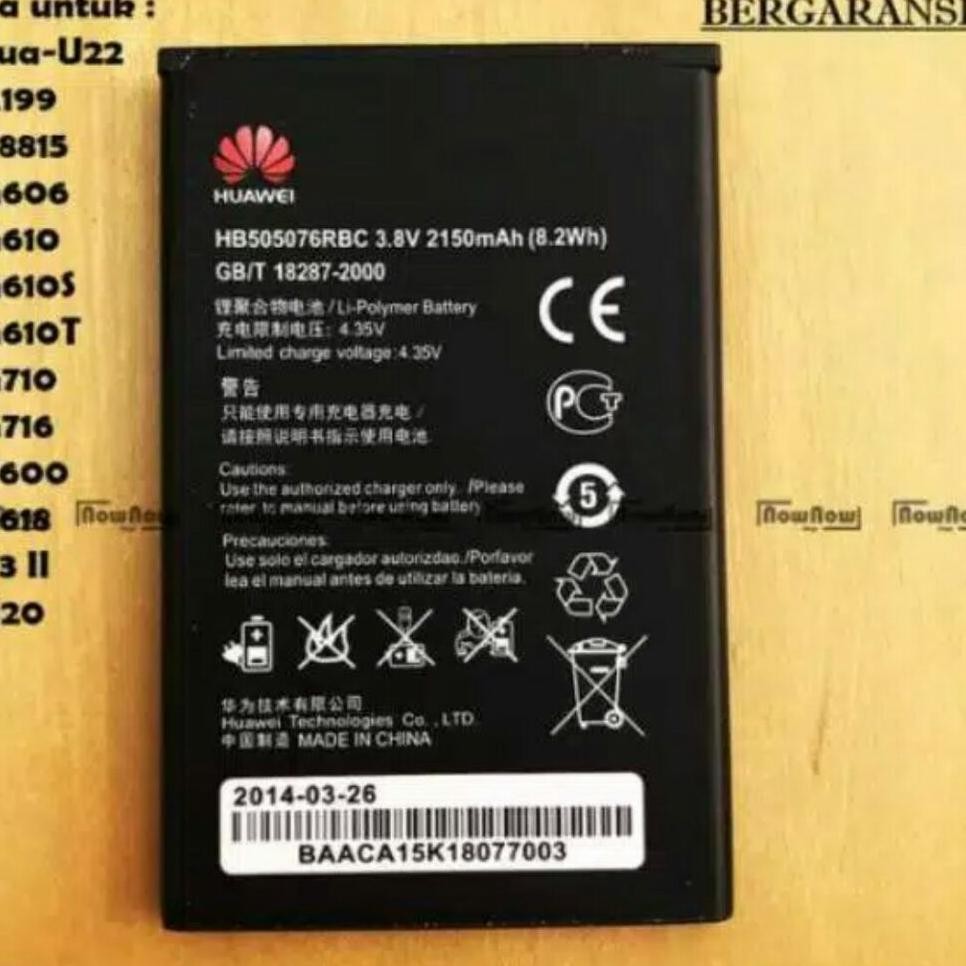 a untuk :
BERGARANSI
ua-U22
199
8815
606
610
610S
610T
710
716
600
618
3 II
20
HUAWEI
HB505076RBC 3.8V 2150mAh (8.2Wh)
GB/T 18287-2000
锂聚合物电池 / Li-Polymer Battery
充电限制电压: 4.35V
Limited charge voltage:4.35V
警告
只能使用专用充电器充电 /
请按照说明书指示使用电池
Cautions:
Use the authorized charger only. /Please
refer to manual before using battery
Precauciones:
Use solo el cargador autorizdao./Porfavor
lea el manual antes de utilizar la bateria.
CE
PCT
5
华为技术有限公司
Huawei Technologies Co. , LTD.
中国制造 MADE IN CHINA
2014-03-26
BAACA15K18077003
NowNow
NowNow